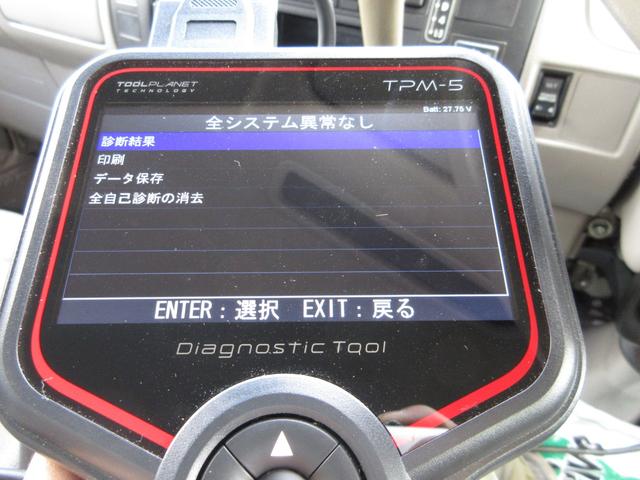 TOOLPLANET
TECHNOLOGY
TPM-5
Batt: 27.75 V
全システム異常なし
診断結果
印刷
データ保存
全自己診断の消去
ENTER：選択 EXIT：戻る
Diagnostic Tool